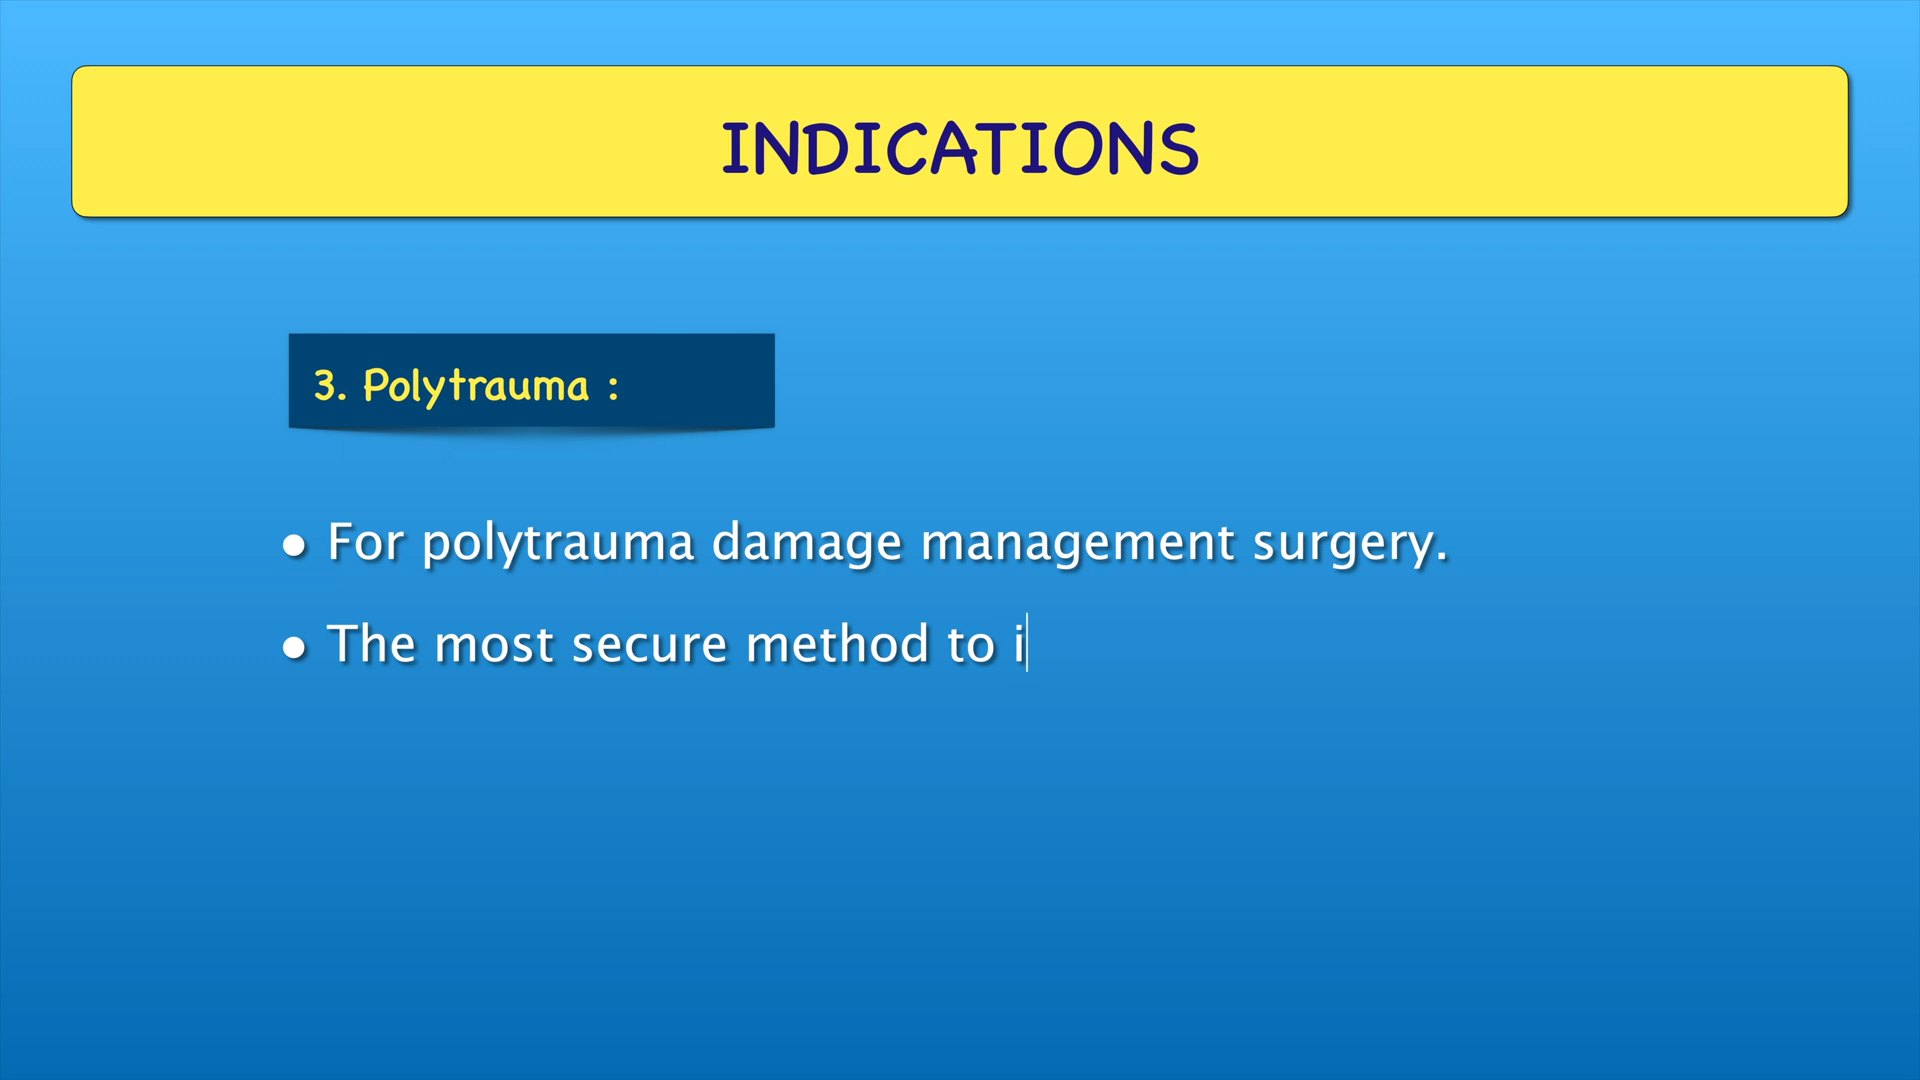 INDICATIONS
3. Polytrauma :
• For polytrauma damage management surgery.
• The most secure method to i